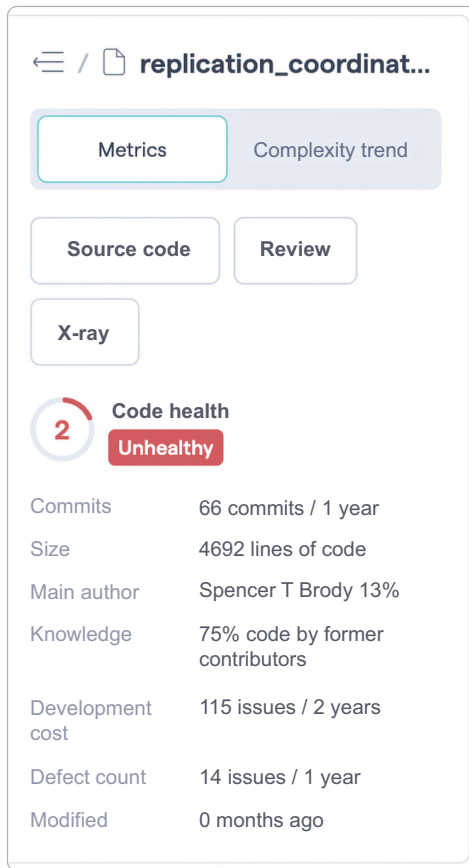 / replication_coordinat...
Metrics Complexity trend
Source code Review
X-ray
2 Code health
Unhealthy
Commits 66 commits / 1 year
Size 4692 lines of code
Main author Spencer T Brody 13%
Knowledge 75% code by former
contributors
Development 115 issues / 2 years
cost
Defect count 14 issues / 1 year
Modified 0 months ago